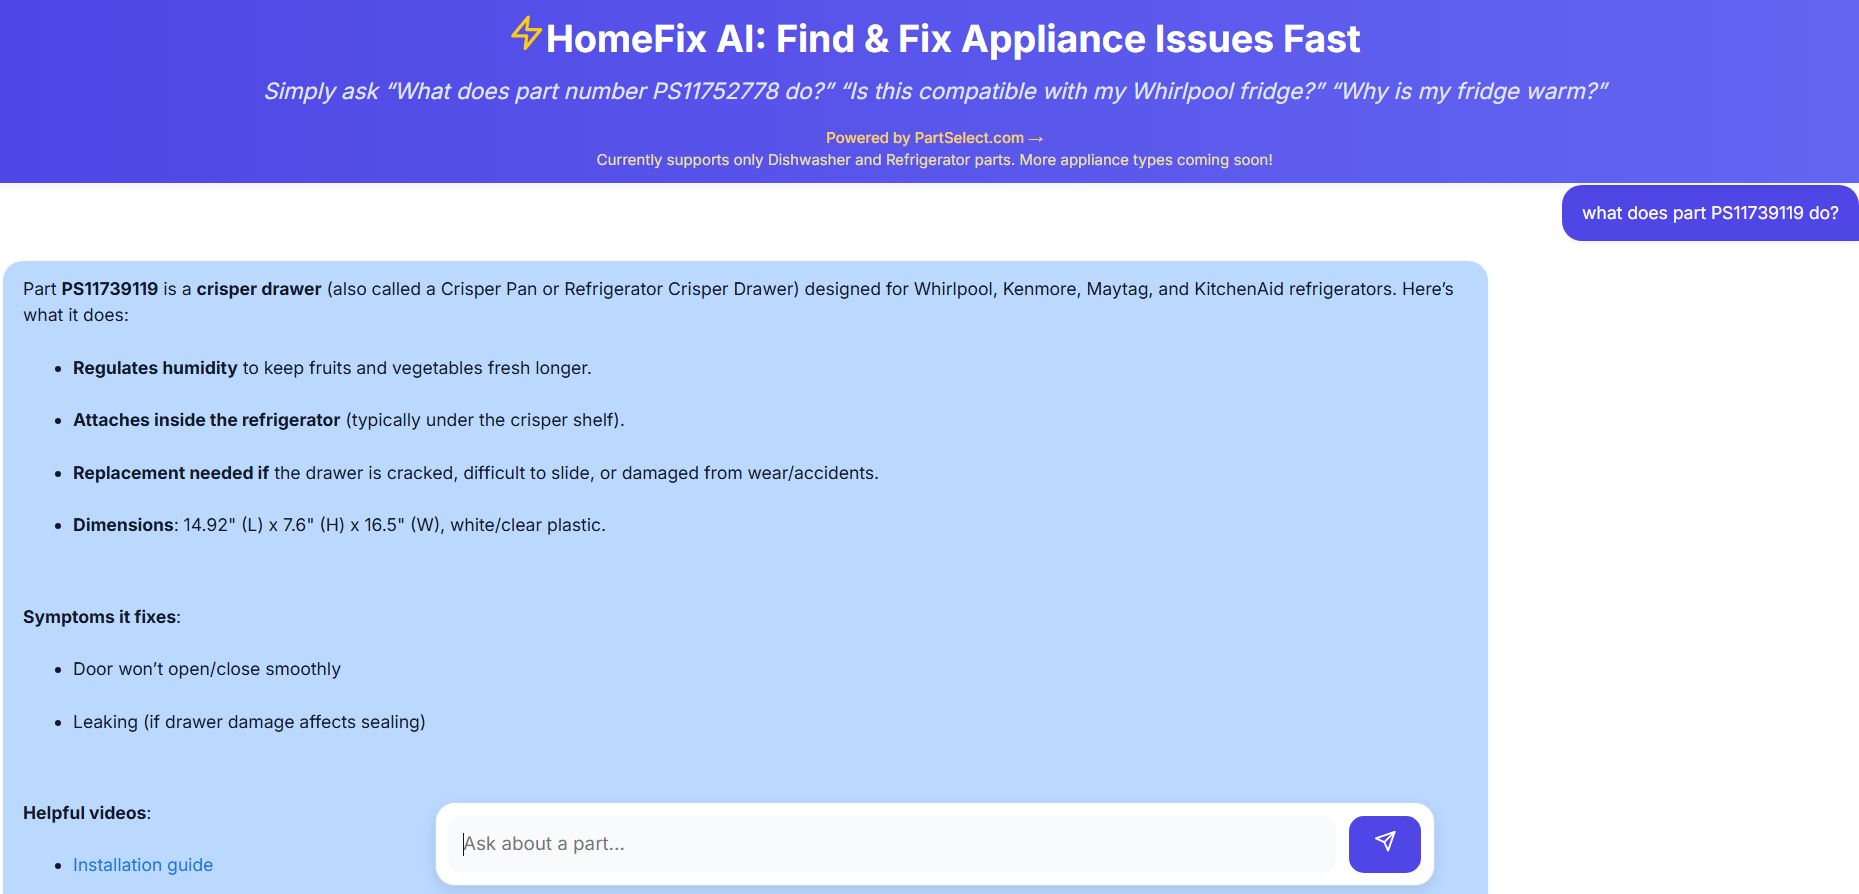 HomeFix AI: Find & Fix Appliance Issues Fast
Simply ask “What does part number PS11752778 do?” “Is this compatible with my Whirlpool fridge?” “Why is my fridge warm?”
Powered by PartSelect.com →
Currently supports only Dishwasher and Refrigerator parts. More appliance types coming soon!
what does part PS11739119 do?
Part PS11739119 is a crisper drawer (also called a Crisper Pan or Refrigerator Crisper Drawer) designed for Whirlpool, Kenmore, Maytag, and KitchenAid refrigerators. Here’s
what it does:
• Regulates humidity to keep fruits and vegetables fresh longer.
• Attaches inside the refrigerator (typically under the crisper shelf).
• Replacement needed if the drawer is cracked, difficult to slide, or damaged from wear/accidents.
• Dimensions: 14.92" (L) x 7.6" (H) x 16.5" (W), white/clear plastic.
Symptoms it fixes:
• Door won’t open/close smoothly
• Leaking (if drawer damage affects sealing)
Helpful videos:
• Installation guide
Ask about a part...